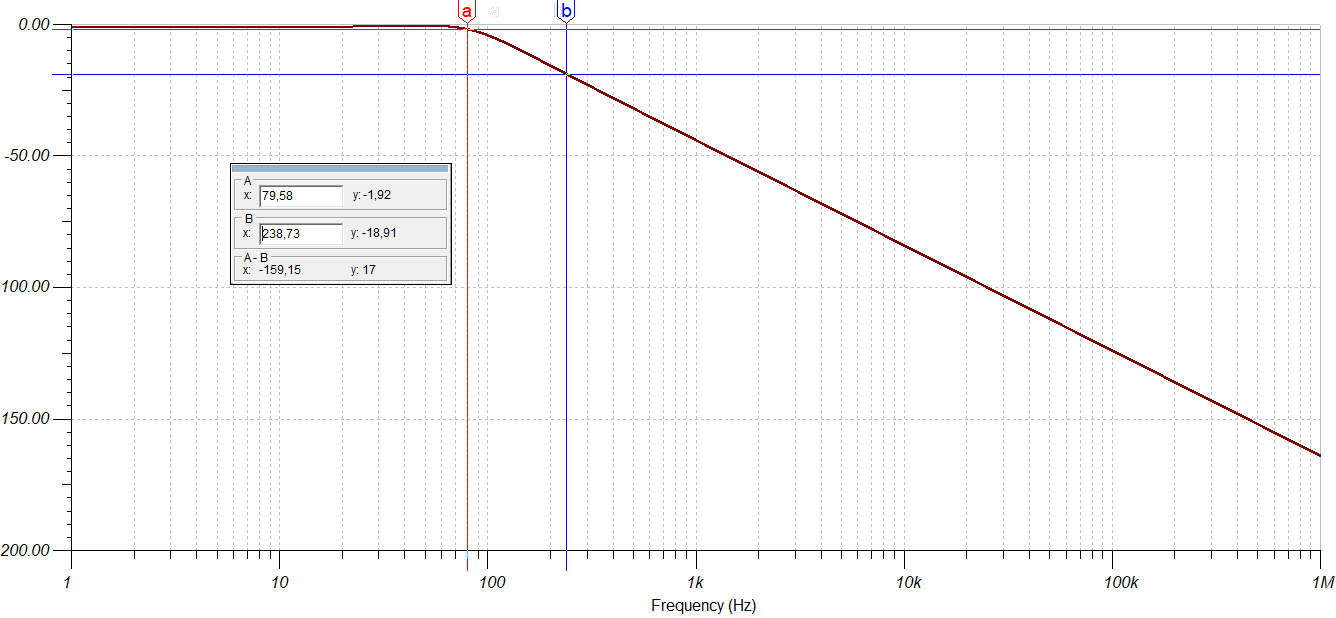 a a b
0.00
-50.00
100.00
150.00
200.00
A
x: 79,58 y: -1,92
B
x: 238,73 y: -18,91
A - B
x: -159,15 y: 17
1 10 100 1k 10k 100k 1M
Frequency (Hz)